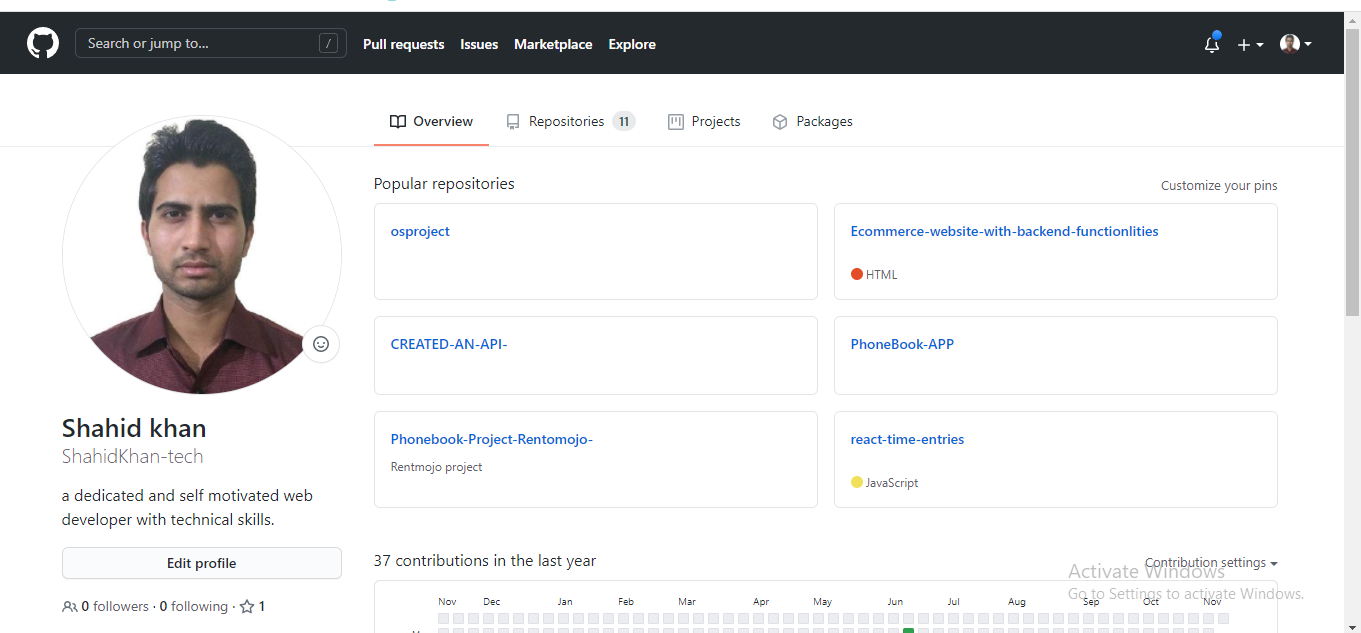 Search or jump to...
/
Pull requests
Issues
Marketplace
Explore
Overview
Repositories 11
Projects
Packages
Popular repositories
Customize your pins
osproject
Ecommerce-website-with-backend-functionlities
HTML
CREATED-AN-API-
PhoneBook-APP
Phonebook-Project-Rentomojo-
Rentmojo project
react-time-entries
JavaScript
Shahid khan
ShahidKhan-tech
a dedicated and self motivated web
developer with technical skills.
Edit profile
0 followers · 0 following · 1
37 contributions in the last year
Contribution settings
Nov Dec Jan Feb Mar Apr May Jun Jul Aug Sep Oct Nov
Activate Windows
Go to Settings to activate Windows.